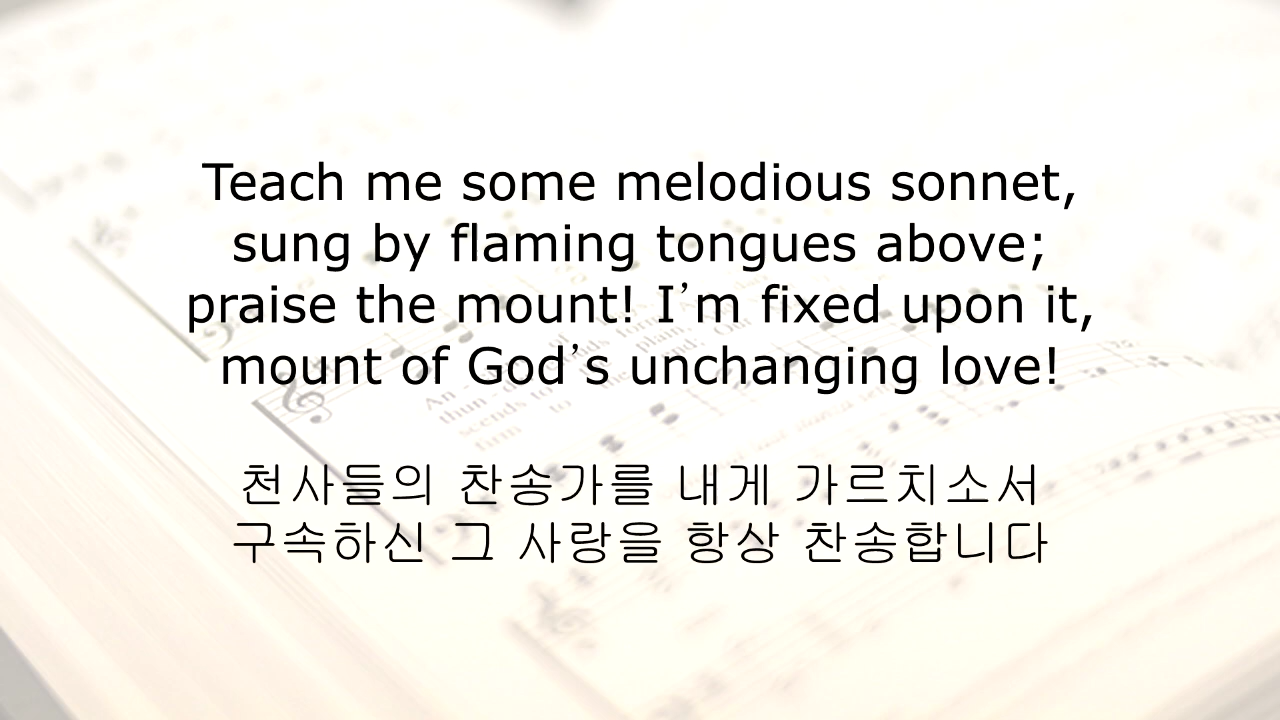 Teach me some melodious sonnet,
sung by flaming tongues above;
praise the mount! I’m fixed upon it,
mount of God’s unchanging love!
천사들의 찬송가를 내게 가르치소서
구속하신 그 사랑을 항상 찬송합니다